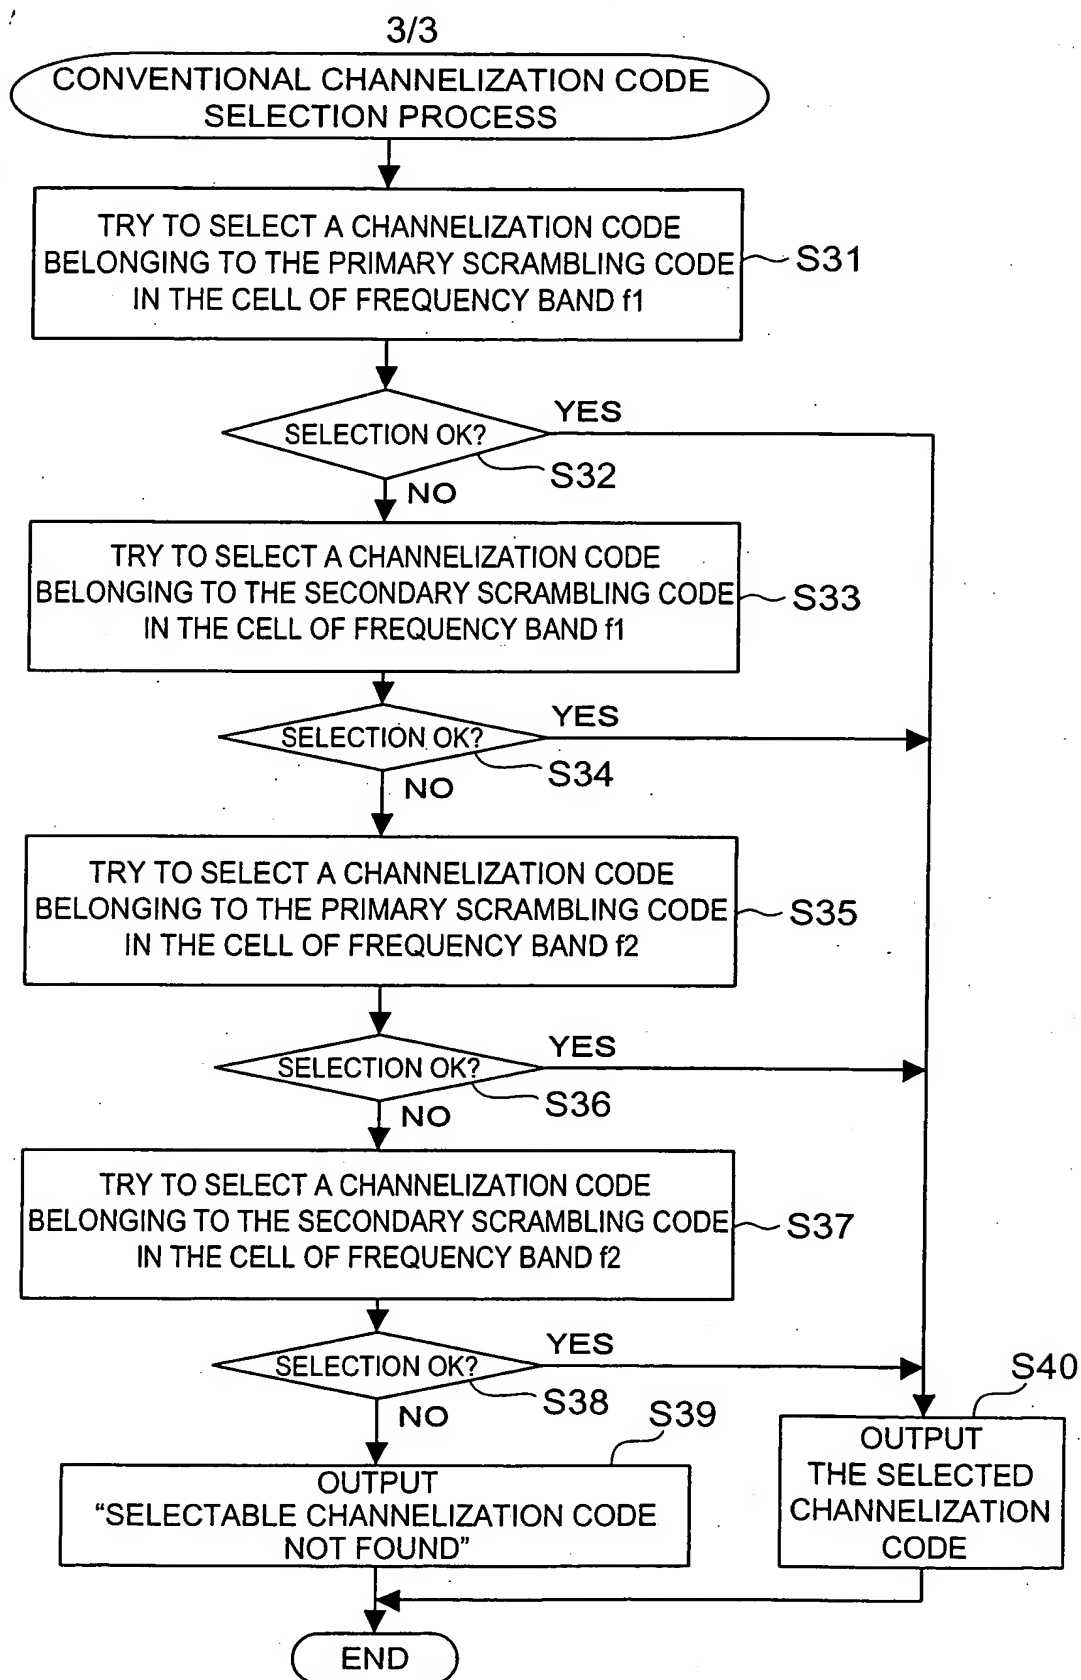 3/3
CONVENTIONAL CHANNELIZATION CODE
SELECTION PROCESS
TRY TO SELECT A CHANNELIZATION CODE
BELONGING TO THE PRIMARY SCRAMBLING CODE
IN THE CELL OF FREQUENCY BAND f1
S31
SELECTION OK?
YES
S32
NO
TRY TO SELECT A CHANNELIZATION CODE
BELONGING TO THE SECONDARY SCRAMBLING CODE
IN THE CELL OF FREQUENCY BAND f1
S33
SELECTION OK?
YES
S34
NO
TRY TO SELECT A CHANNELIZATION CODE
BELONGING TO THE PRIMARY SCRAMBLING CODE
IN THE CELL OF FREQUENCY BAND f2
S35
SELECTION OK?
YES
S36
NO
TRY TO SELECT A CHANNELIZATION CODE
BELONGING TO THE SECONDARY SCRAMBLING CODE
IN THE CELL OF FREQUENCY BAND f2
S37
SELECTION OK?
YES
S38
NO
S39
OUTPUT
“SELECTABLE CHANNELIZATION CODE
NOT FOUND”
S40
OUTPUT
THE SELECTED
CHANNELIZATION
CODE
END